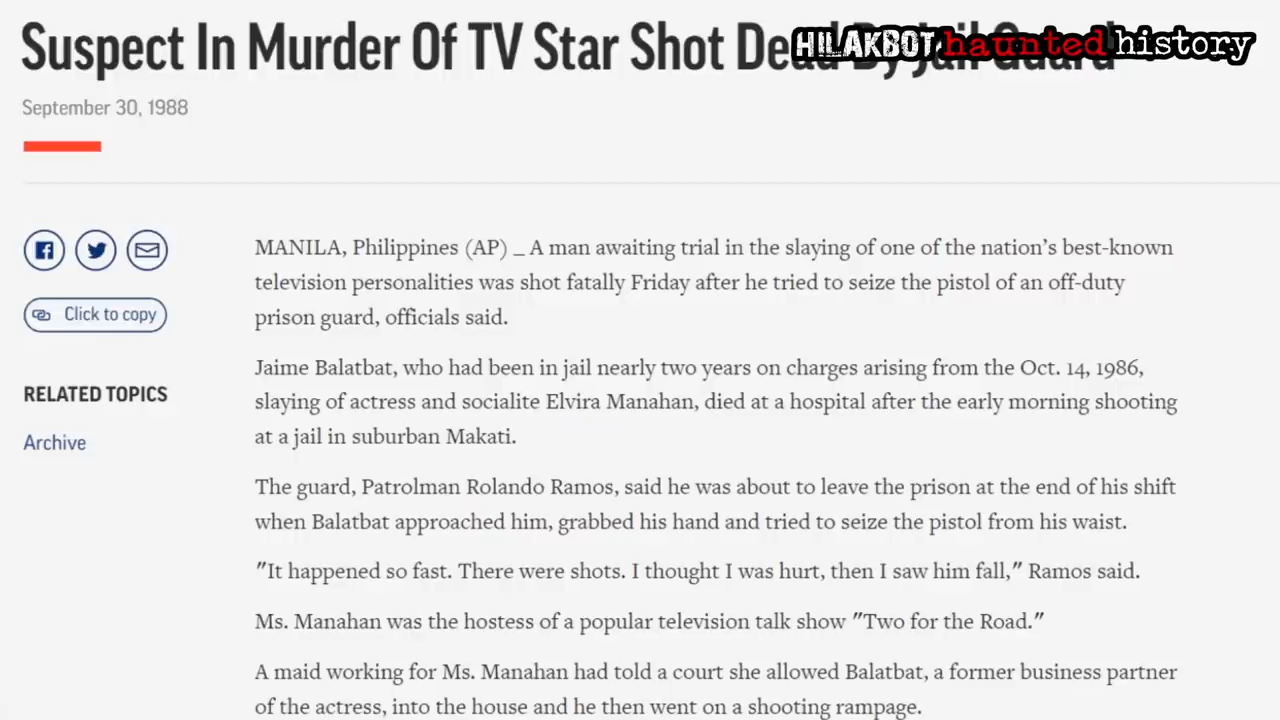 Suspect In Murder Of TV Star Shot Dead By Jail Guard
HILAKBOT haunted history
September 30, 1988
Click to copy
RELATED TOPICS
Archive
MANILA, Philippines (AP) _ A man awaiting trial in the slaying of one of the nation's best-known
television personalities was shot fatally Friday after he tried to seize the pistol of an off-duty
prison guard, officials said.
Jaime Balatbat, who had been in jail nearly two years on charges arising from the Oct. 14, 1986,
slaying of actress and socialite Elvira Manahan, died at a hospital after the early morning shooting
at a jail in suburban Makati.
The guard, Patrolman Rolando Ramos, said he was about to leave the prison at the end of his shift
when Balatbat approached him, grabbed his hand and tried to seize the pistol from his waist.
"It happened so fast. There were shots. I thought I was hurt, then I saw him fall," Ramos said.
Ms. Manahan was the hostess of a popular television talk show "Two for the Road."
A maid working for Ms. Manahan had told a court she allowed Balatbat, a former business partner
of the actress, into the house and he then went on a shooting rampage.